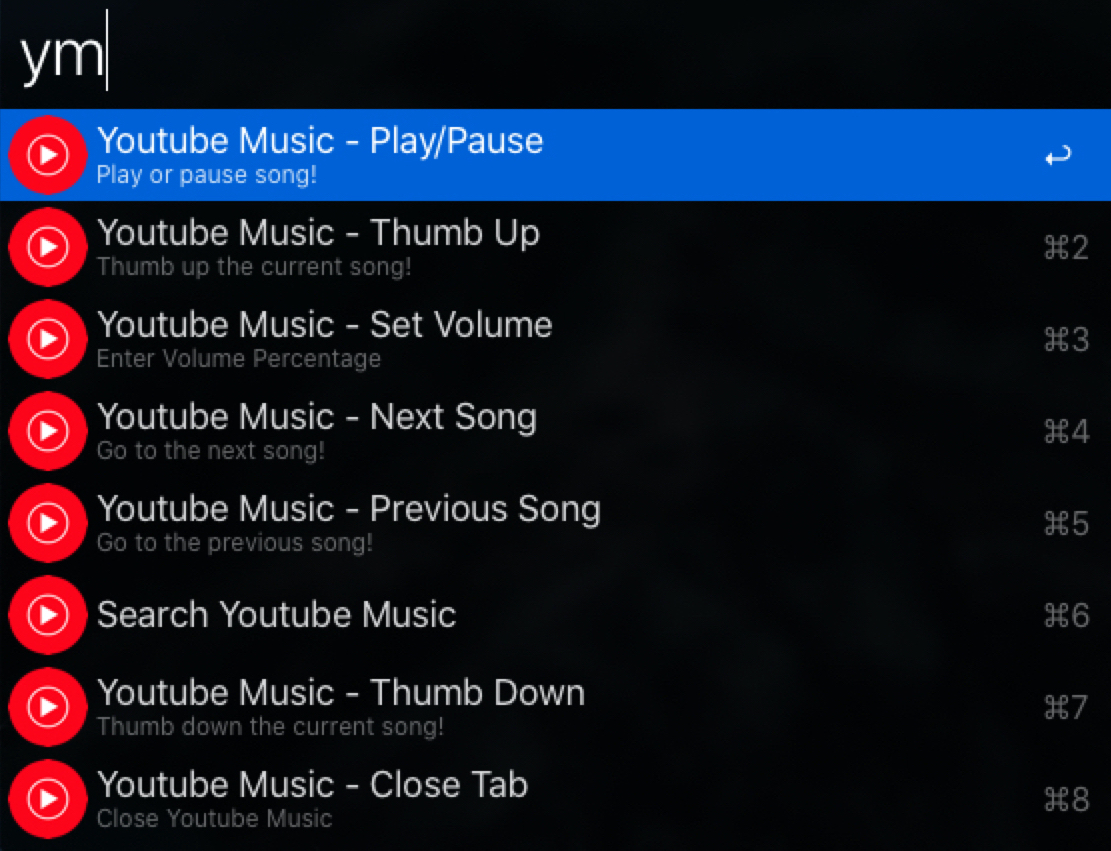 ym
Youtube Music - Play/Pause
Play or pause song!
Youtube Music - Thumb Up
Thumb up the current song!
⌘2
Youtube Music - Set Volume
Enter Volume Percentage
⌘3
Youtube Music - Next Song
Go to the next song!
⌘4
Youtube Music - Previous Song
Go to the previous song!
⌘5
Search Youtube Music
⌘6
Youtube Music - Thumb Down
Thumb down the current song!
⌘7
Youtube Music - Close Tab
Close Youtube Music
⌘8